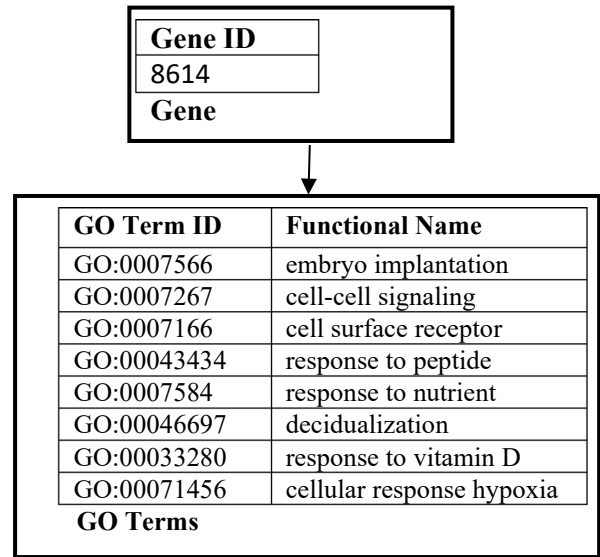 Gene ID
8614
Gene
GO Term ID Functional Name
GO:0007566 embryo implantation
GO:0007267 cell-cell signaling
GO:0007166 cell surface receptor
GO:00043434 response to peptide
GO:0007584 response to nutrient
GO:00046697 decidualization
GO:00033280 response to vitamin D
GO:00071456 cellular response hypoxia
GO Terms